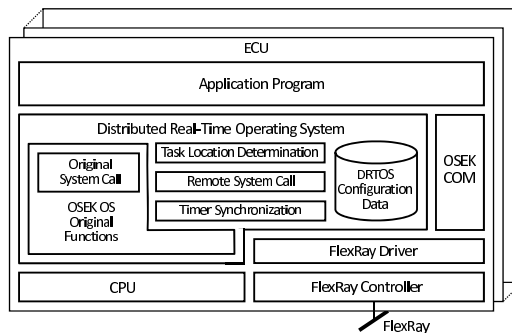 ECU
Application Program
Distributed Real-Time Operating System
Original
System Call
OSEK OS
Original
Functions
Task Location Determination
Remote System Call
Timer Synchronization
DRTOS
Configuration
Data
OSEK
COM
FlexRay Driver
CPU
FlexRay Controller
FlexRay